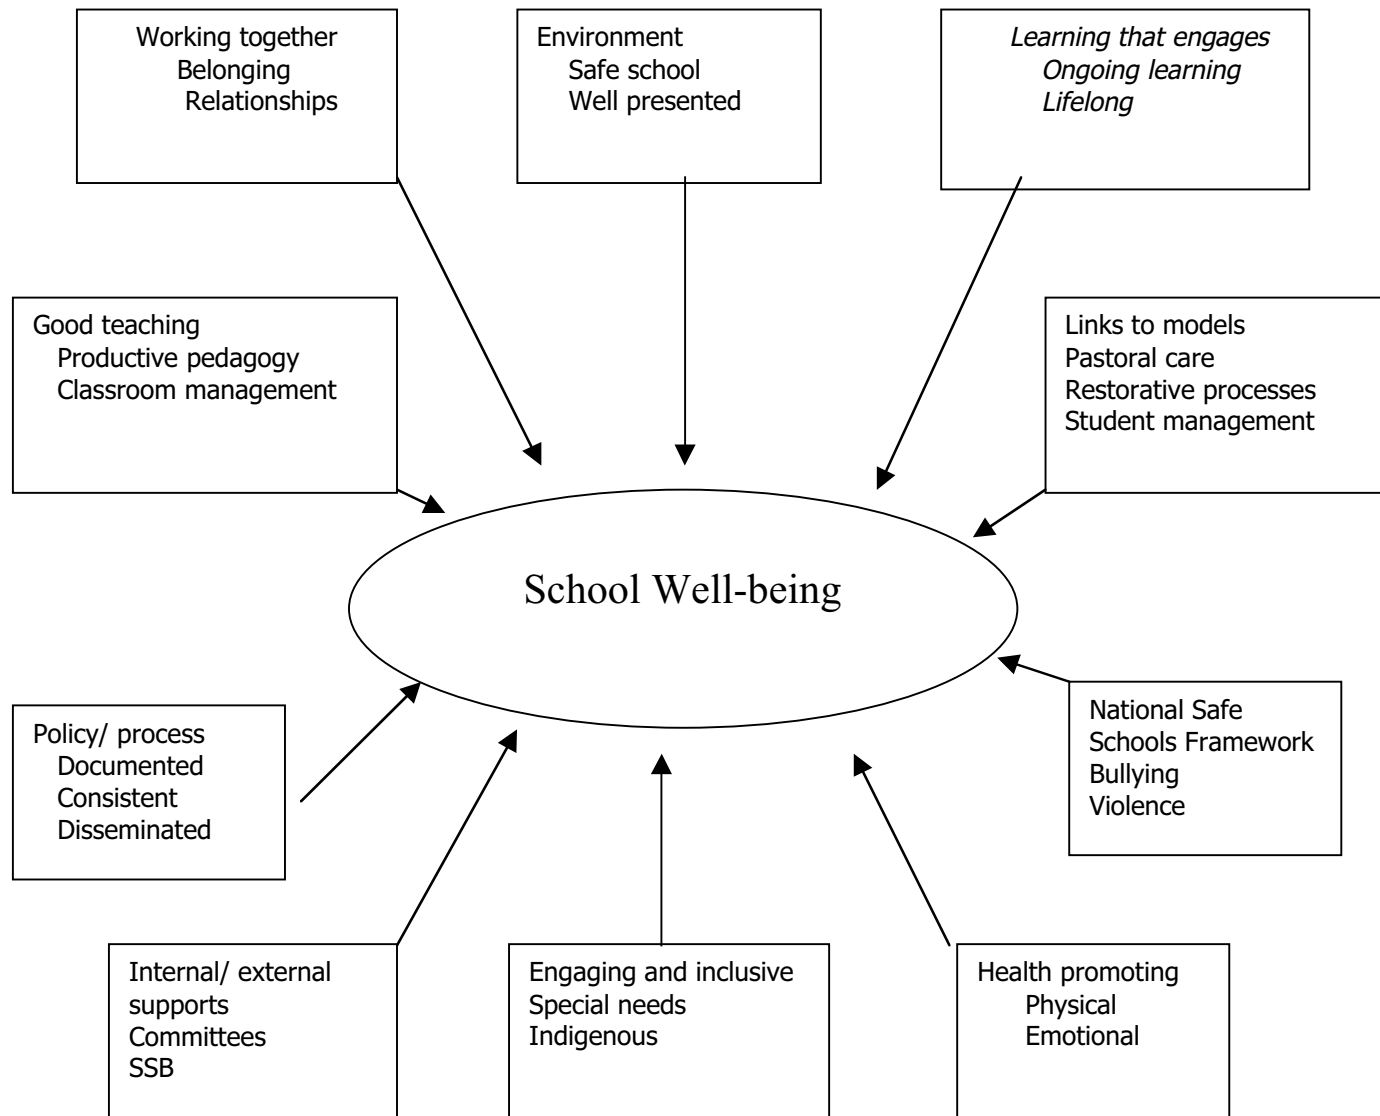 Working together
Belonging
Relationships
Environment
Safe school
Well presented
Learning that engages
Ongoing learning
Lifelong
Good teaching
Productive pedagogy
Classroom management
Links to models
Pastoral care
Restorative processes
Student management
School Well-being
Policy/ process
Documented
Consistent
Disseminated
National Safe
Schools Framework
Bullying
Violence
Internal/ external
supports
Committees
SSB
Engaging and inclusive
Special needs
Indigenous
Health promoting
Physical
Emotional